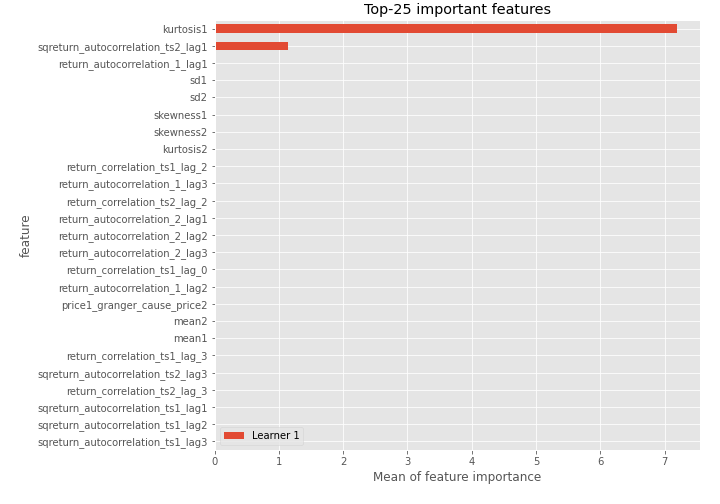 Top-25 important features
kurtosis1
sqreturn_autocorrelation_ts2_lag1
return_autocorrelation_1_lag1
sd1
sd2
skewness1
skewness2
kurtosis2
return_correlation_ts1_lag_2
return_autocorrelation_1_lag3
return_correlation_ts2_lag_2
return_autocorrelation_2_lag1
return_autocorrelation_2_lag2
return_autocorrelation_2_lag3
return_correlation_ts1_lag_0
return_autocorrelation_1_lag2
price1_granger_cause_price2
mean2
mean1
return_correlation_ts1_lag_3
sqreturn_autocorrelation_ts2_lag3
return_correlation_ts2_lag_3
sqreturn_autocorrelation_ts1_lag1
sqreturn_autocorrelation_ts1_lag2
sqreturn_autocorrelation_ts1_lag3
feature
Learner 1
0 1 2 3 4 5 6 7
Mean of feature importance